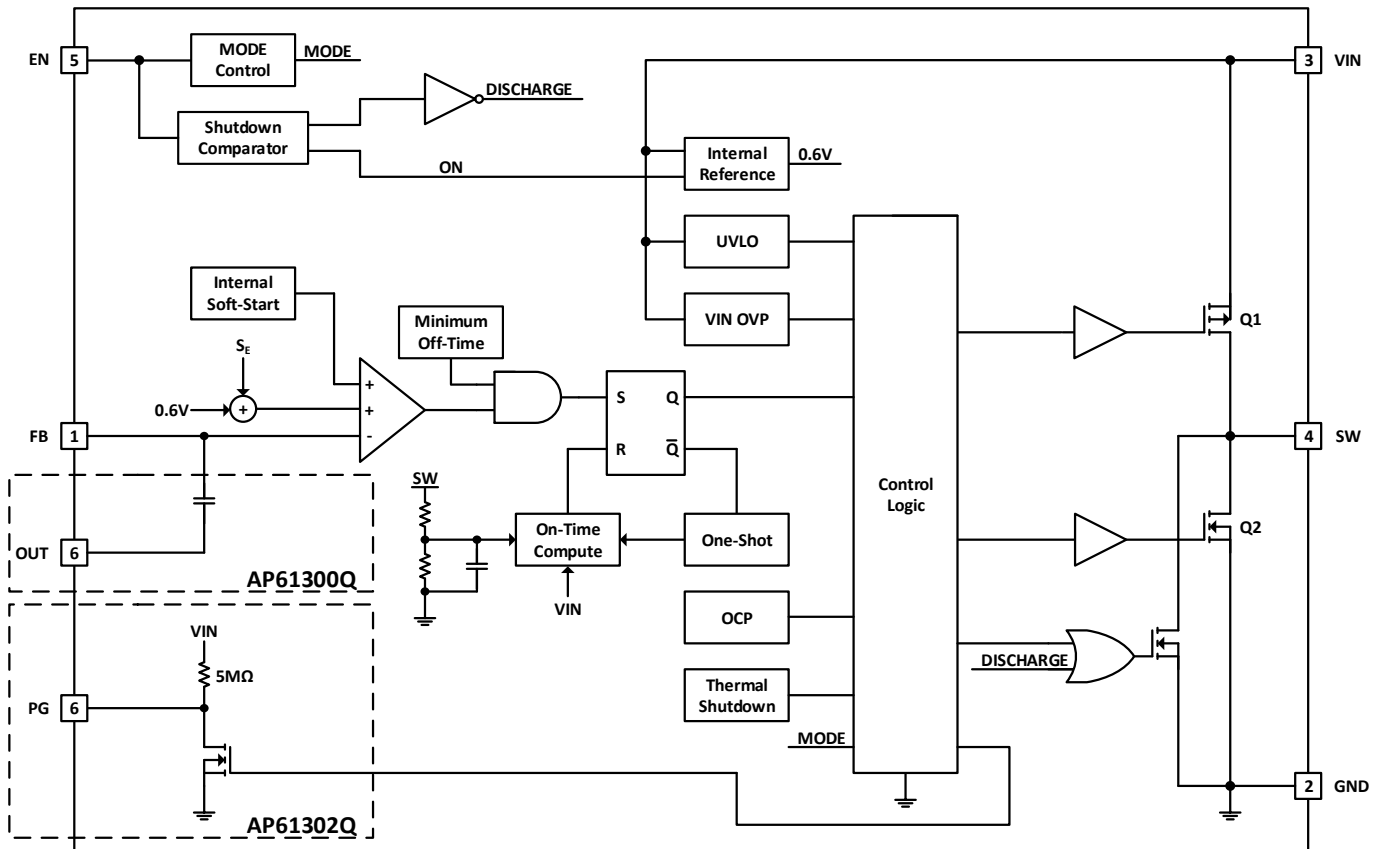 EN
5
MODE
Control
MODE
Shutdown
Comparator
DISCHARGE
ON
3
VIN
Internal
Reference
0.6V
UVLO
VIN OVP
Internal
Soft-Start
Minimum
Off-Time
SE
0.6V
+
+
+
-
FB
1
S
Q
R
Q̅
Control
Logic
Q1
4
SW
Q2
SW
On-Time
Compute
One-Shot
VIN
OUT
6
AP61300Q
VIN
5MΩ
PG
6
AP61302Q
OCP
Thermal
Shutdown
MODE
DISCHARGE
2
GND